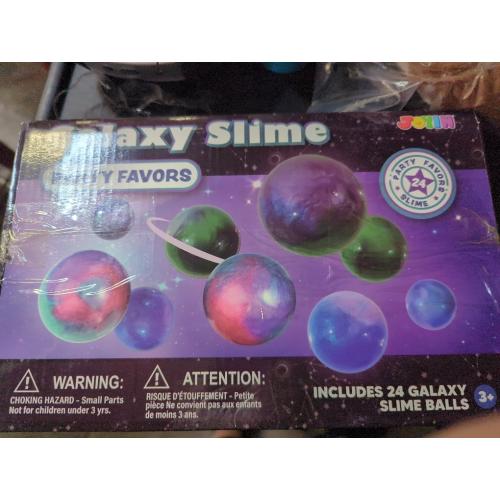 Galaxy Slime
JOYIN
PARTY FAVORS
PARTY FAVORS
24
SLIME
WARNING:
CHOKING HAZARD - Small Parts
Not for children under 3 yrs.
ATTENTION:
RISQUE D'ÉTOUFFEMENT - Petite
pièce Ne convient pas aux enfants
de moins 3 ans.
INCLUDES 24 GALAXY
SLIME BALLS
3+